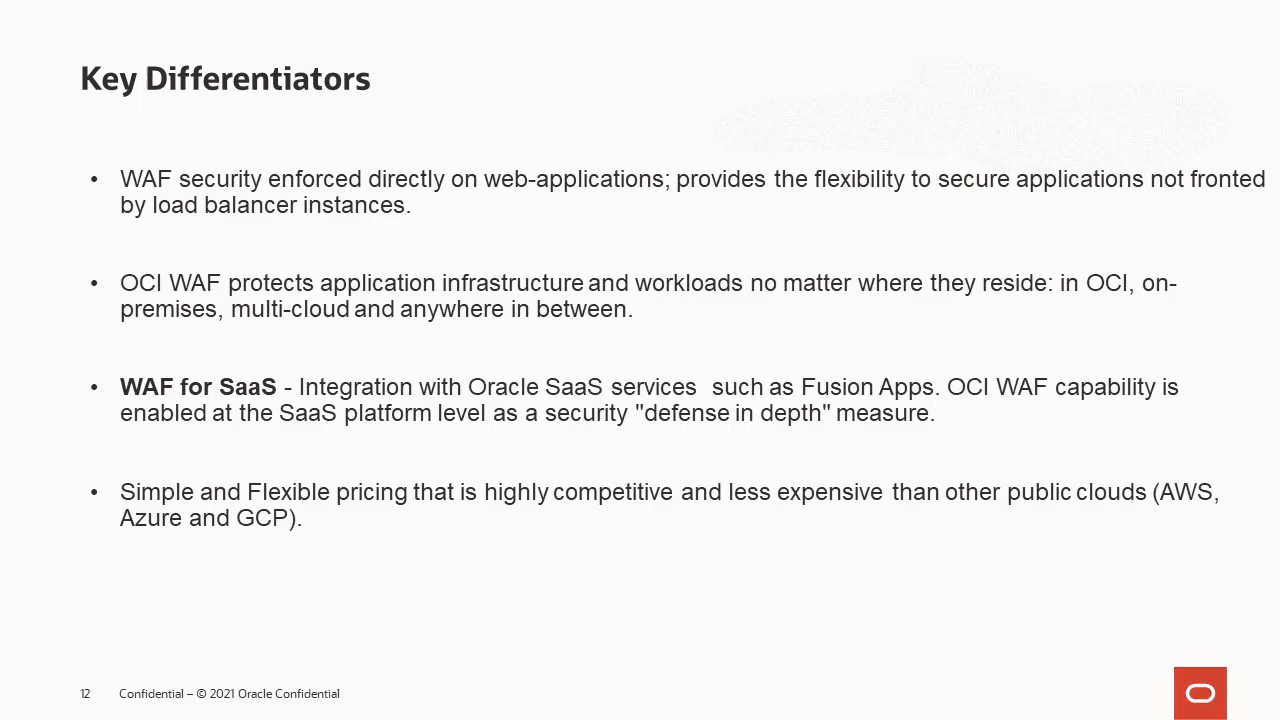 Key Differentiators
• WAF security enforced directly on web-applications; provides the flexibility to secure applications not fronted
by load balancer instances.
• OCI WAF protects application infrastructure and workloads no matter where they reside: in OCI, on-
premises, multi-cloud and anywhere in between.
• WAF for SaaS - Integration with Oracle SaaS services  such as Fusion Apps. OCI WAF capability is
enabled at the SaaS platform level as a security "defense in depth" measure.
• Simple and Flexible pricing that is highly competitive and less expensive than other public clouds (AWS,
Azure and GCP).
12 Confidential – © 2021 Oracle Confidential